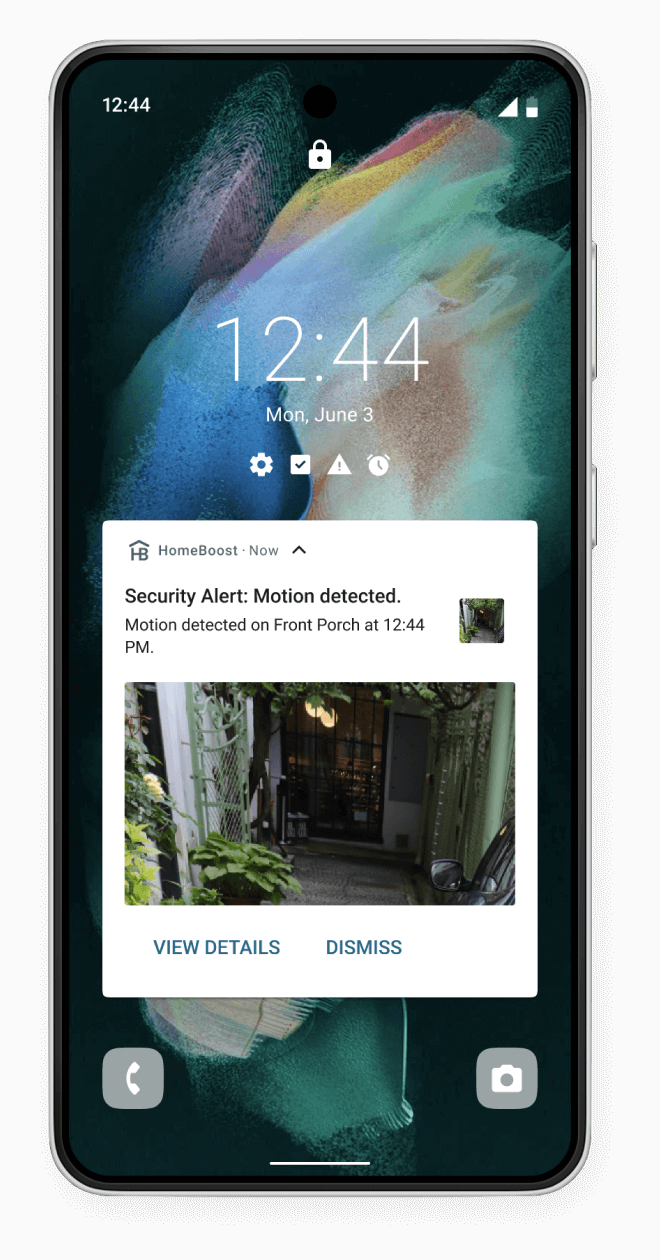 12:44
12:44
Mon, June 3
HB HomeBoost · Now
Security Alert: Motion detected.
Motion detected on Front Porch at 12:44
PM.
VIEW DETAILS DISMISS